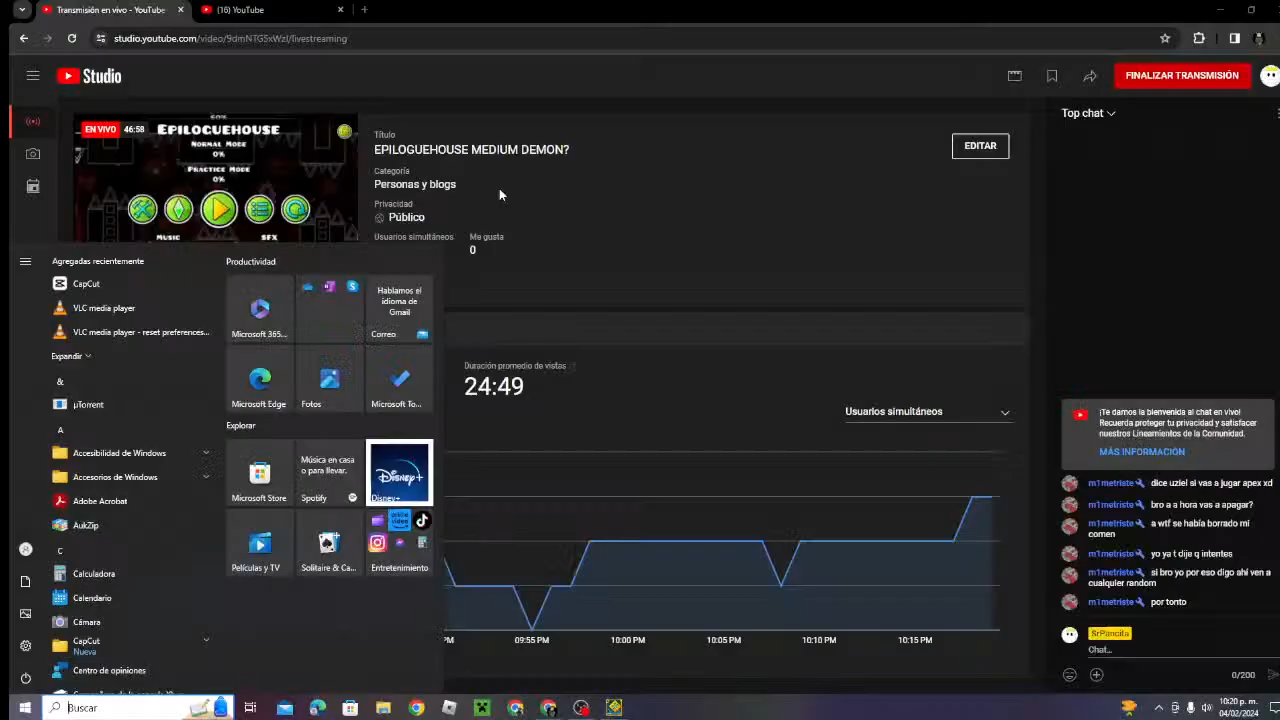 Transmisión en vivo - YouTube
(16) YouTube
studio.youtube.com/video/9dmNTG5xWzI/livestreaming
Studio
FINALIZAR TRANSMISIÓN
EN VIVO
46:58
EPILOGUEHOUSE
NORMAL MODE
0%
PRACTICE MODE
0%
MUSIC
SFX
Título
EPILOGUEHOUSE MEDIUM DEMON?
EDITAR
Categoría
Personas y blogs
Privacidad
Público
Usuarios simultáneos
Me gusta
0
Top chat
Agregadas recientemente
CapCut
VLC media player
VLC media player - reset preferences...
Expandir
&
µTorrent
A
Accesibilidad de Windows
Accesorios de Windows
Adobe Acrobat
AukZip
C
Calculadora
Calendario
Cámara
CapCut
Nueva
Centro de opiniones
Productividad
Microsoft 365...
Hablamos el
idioma de
Gmail
Correo
Microsoft Edge
Fotos
Microsoft To...
Explorar
Microsoft Store
Música en casa
o para llevar.
Spotify
Disney+
Disney+
prime video
Películas y TV
Solitaire & Ca...
Entretenimiento
Duración promedio de vistas
24:49
Usuarios simultáneos
PM
09:55 PM
10:00 PM
10:05 PM
10:10 PM
10:15 PM
¡Te damos la bienvenida al chat en vivo!
Recuerda proteger tu privacidad y satisfacer
nuestros Lineamientos de la Comunidad.
MÁS INFORMACIÓN
m1metriste dice uziel si vas a jugar apex xd
m1metriste bro a a hora vas a apagar?
m1metriste a wtf se había borrado mi
comen
m1metriste yo ya t dije q intentes
m1metriste si bro yo por eso digo ahí ven a
cualquier random
m1metriste por tonto
SrPancita
Chat...
0/200
Buscar
10:20 p. m.
04/02/2024